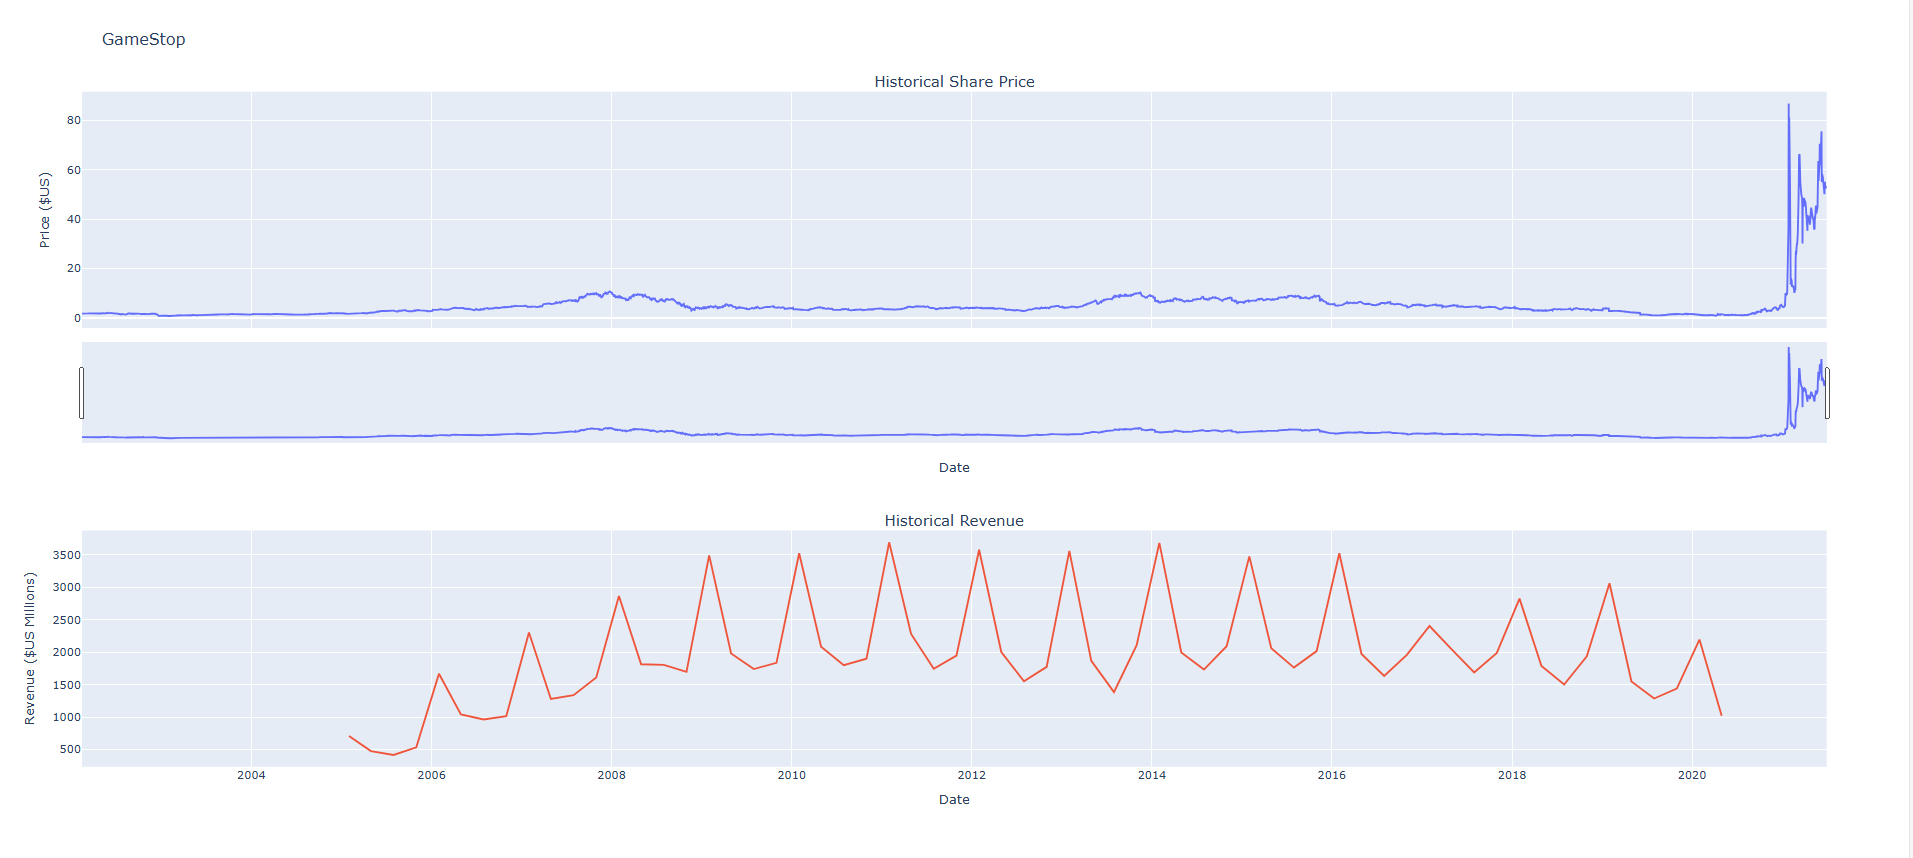 GameStop
Historical Share Price
80
60
40
20
0
Price ($US)
Date
Historical Revenue
3500
3000
2500
2000
1500
1000
500
Revenue ($US Millions)
2004 2006 2008 2010 2012 2014 2016 2018 2020
Date